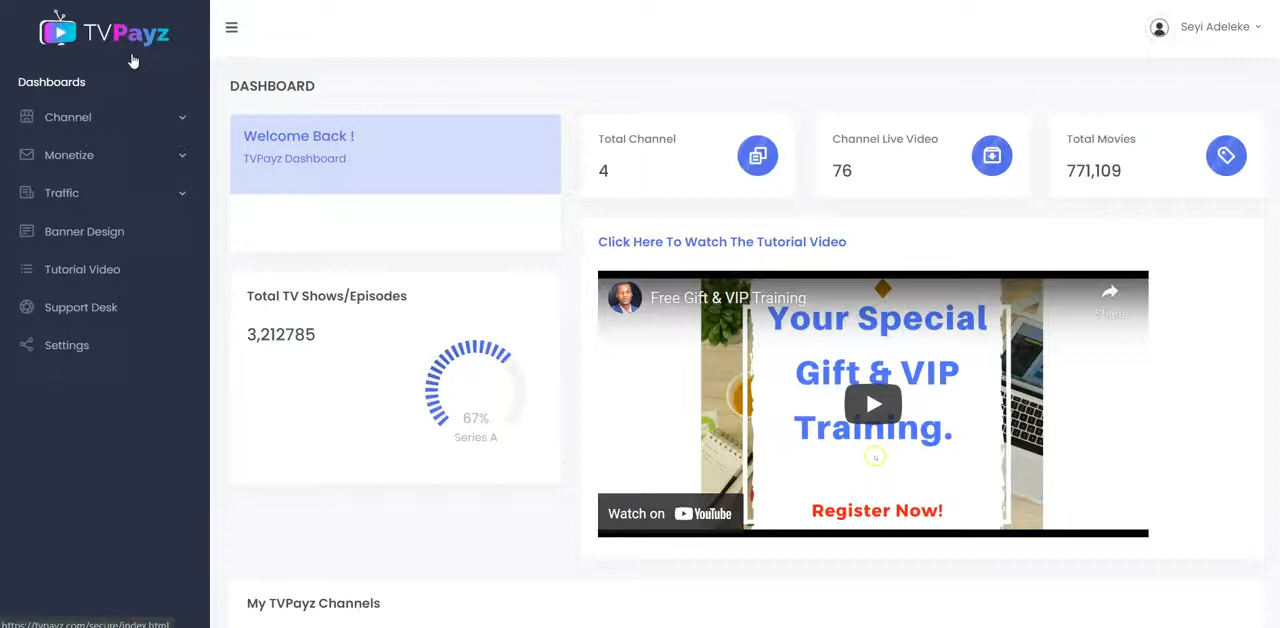 TVPayz
Seyi Adeleke
Dashboards
Channel
Monetize
Traffic
Banner Design
Tutorial Video
Support Desk
Settings
DASHBOARD
Welcome Back !
TVPayz Dashboard
Total Channel
4
Channel Live Video
76
Total Movies
771,109
Total TV Shows/Episodes
3,212785
67%
Series A
Click Here To Watch The Tutorial Video
Free Gift & VIP Training
Share
Your Special
Gift & VIP
Training.
Register Now!
Watch on YouTube
My TVPayz Channels
https://tvpayz.com/secure/index.html